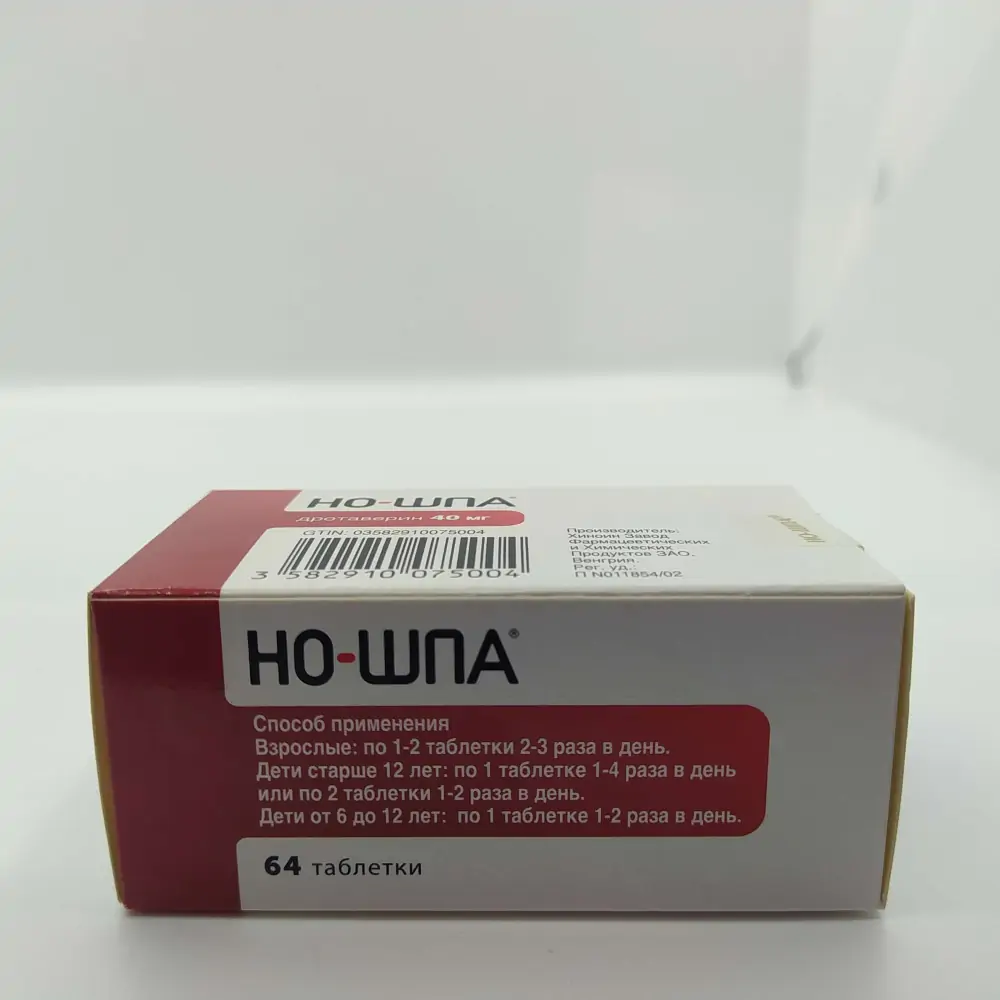 НО-ШПА®
дротаверин 40 мг
GTIN: 03582910075004
3 582910 075004
Производитель:
Хиноин Завод
Фармацевтических
и Химических
Продуктов ЗАО.
Венгрия.
Рег. уд.:
П N011854/02
НО-ШПА®
НО-ШПА®
Способ применения
Взрослые: по 1-2 таблетки 2-3 раза в день.
Дети старше 12 лет: по 1 таблетке 1-4 раза в день
или по 2 таблетки 1-2 раза в день.
Дети от 6 до 12 лет: по 1 таблетке 1-2 раза в день.
64 таблетки